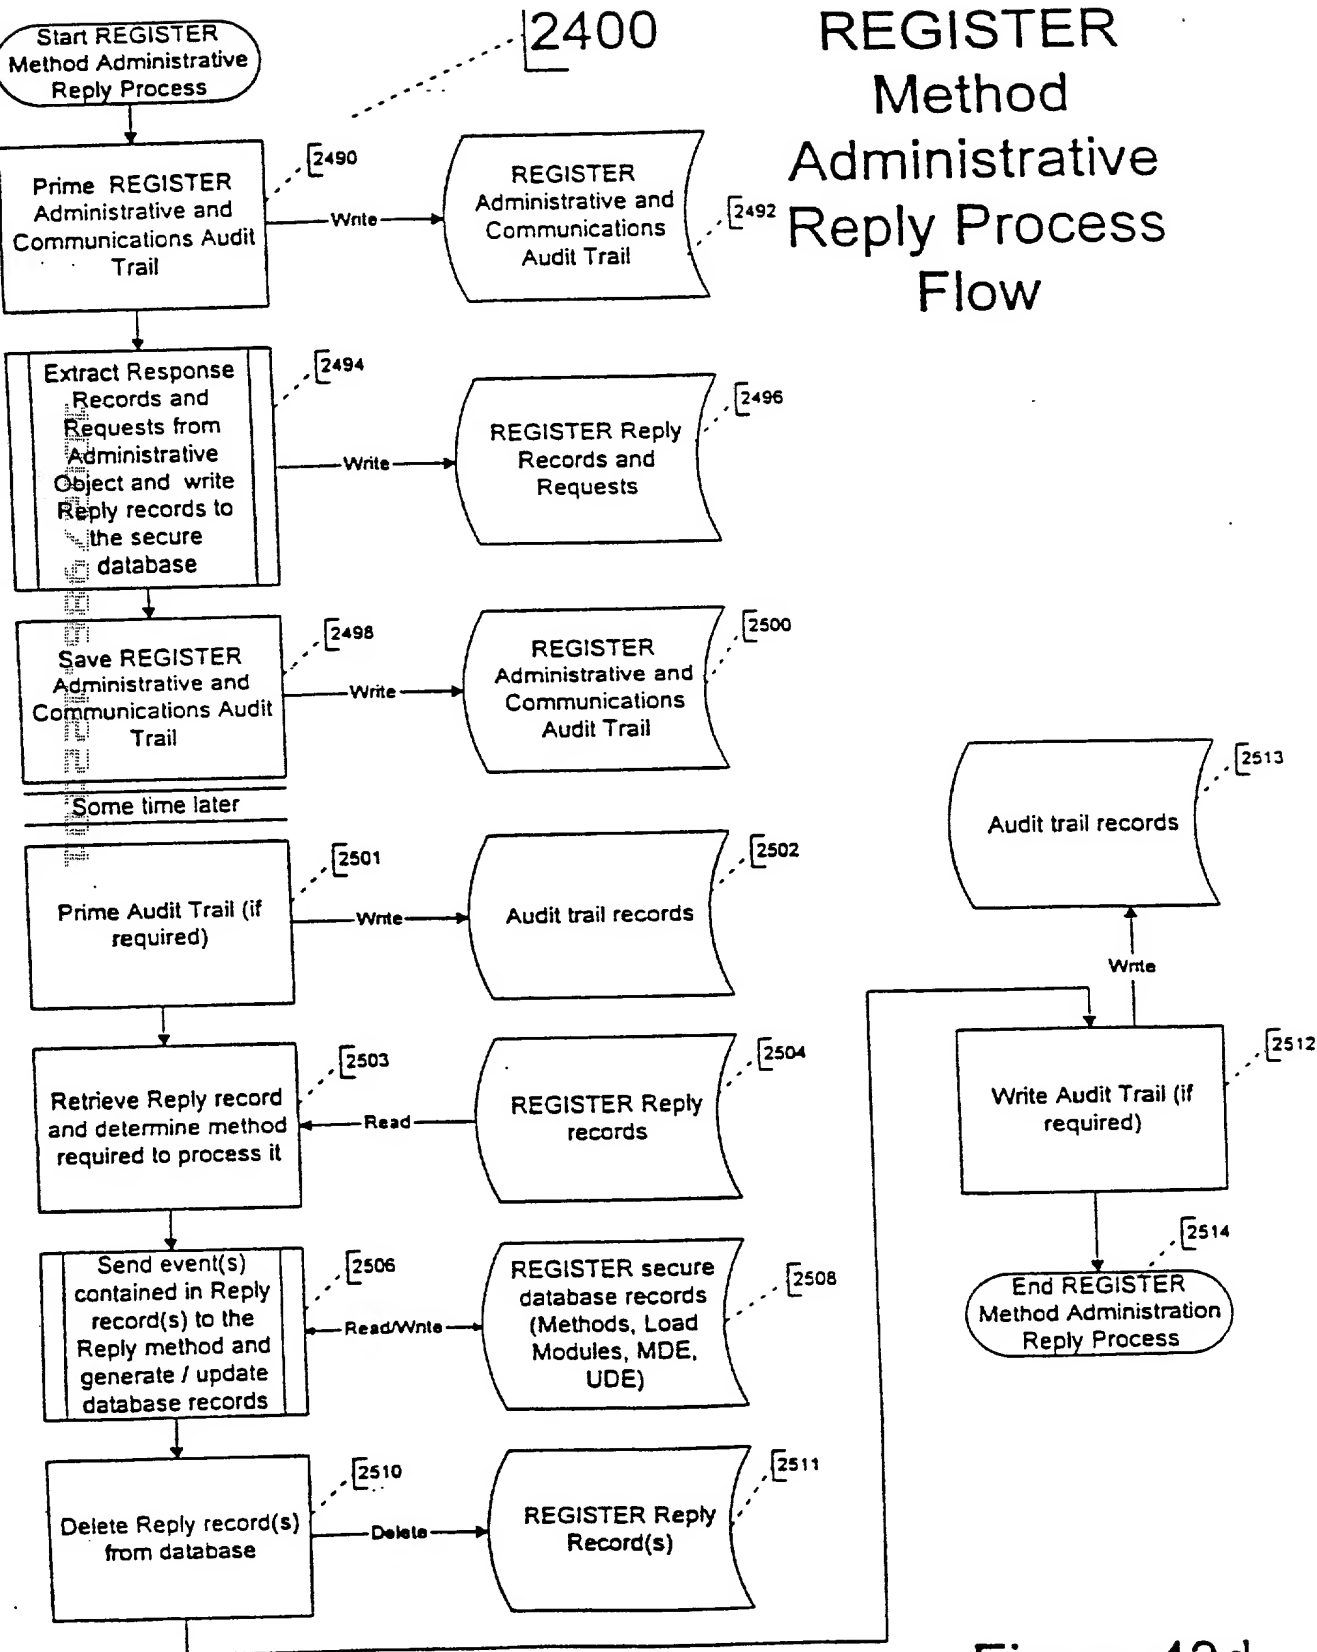 Start REGISTER
Method Administrative
Reply Process
2400
REGISTER
Method
Administrative
Reply Process
Flow
Prime REGISTER
Administrative and
Communications Audit
Trail
2490
Write
REGISTER
Administrative and
Communications
Audit Trail
2492
Extract Response
Records and
Requests from
Administrative
Object and write
Reply records to
the secure
database
2494
Write
REGISTER Reply
Records and
Requests
2496
Save REGISTER
Administrative and
Communications Audit
Trail
2498
Write
REGISTER
Administrative and
Communications
Audit Trail
2500
Some time later
Prime Audit Trail (if
required)
2501
Write
Audit trail records
2502
Retrieve Reply record
and determine method
required to process it
2503
Read
REGISTER Reply
records
2504
Send event(s)
contained in Reply
record(s) to the
Reply method and
generate / update
database records
2506
Read/Write
REGISTER secure
database records
(Methods, Load
Modules, MDE,
UDE)
2508
Delete Reply record(s)
from database
2510
Delete
REGISTER Reply
Record(s)
2511
Audit trail records
2513
Write
Write Audit Trail (if
required)
2512
2514
End REGISTER
Method Administration
Reply Process